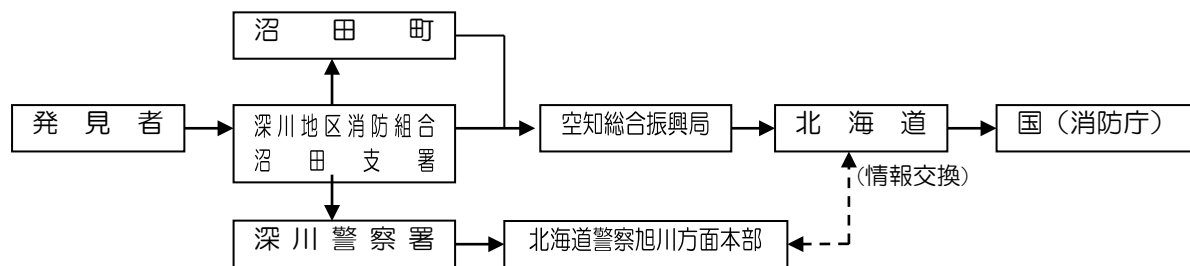 沼田町
発見者
深川地区消防組合
沼田支署
空知総合振興局
北海道
国（消防庁）
(情報交換)
深川警察署
北海道警察旭川方面本部